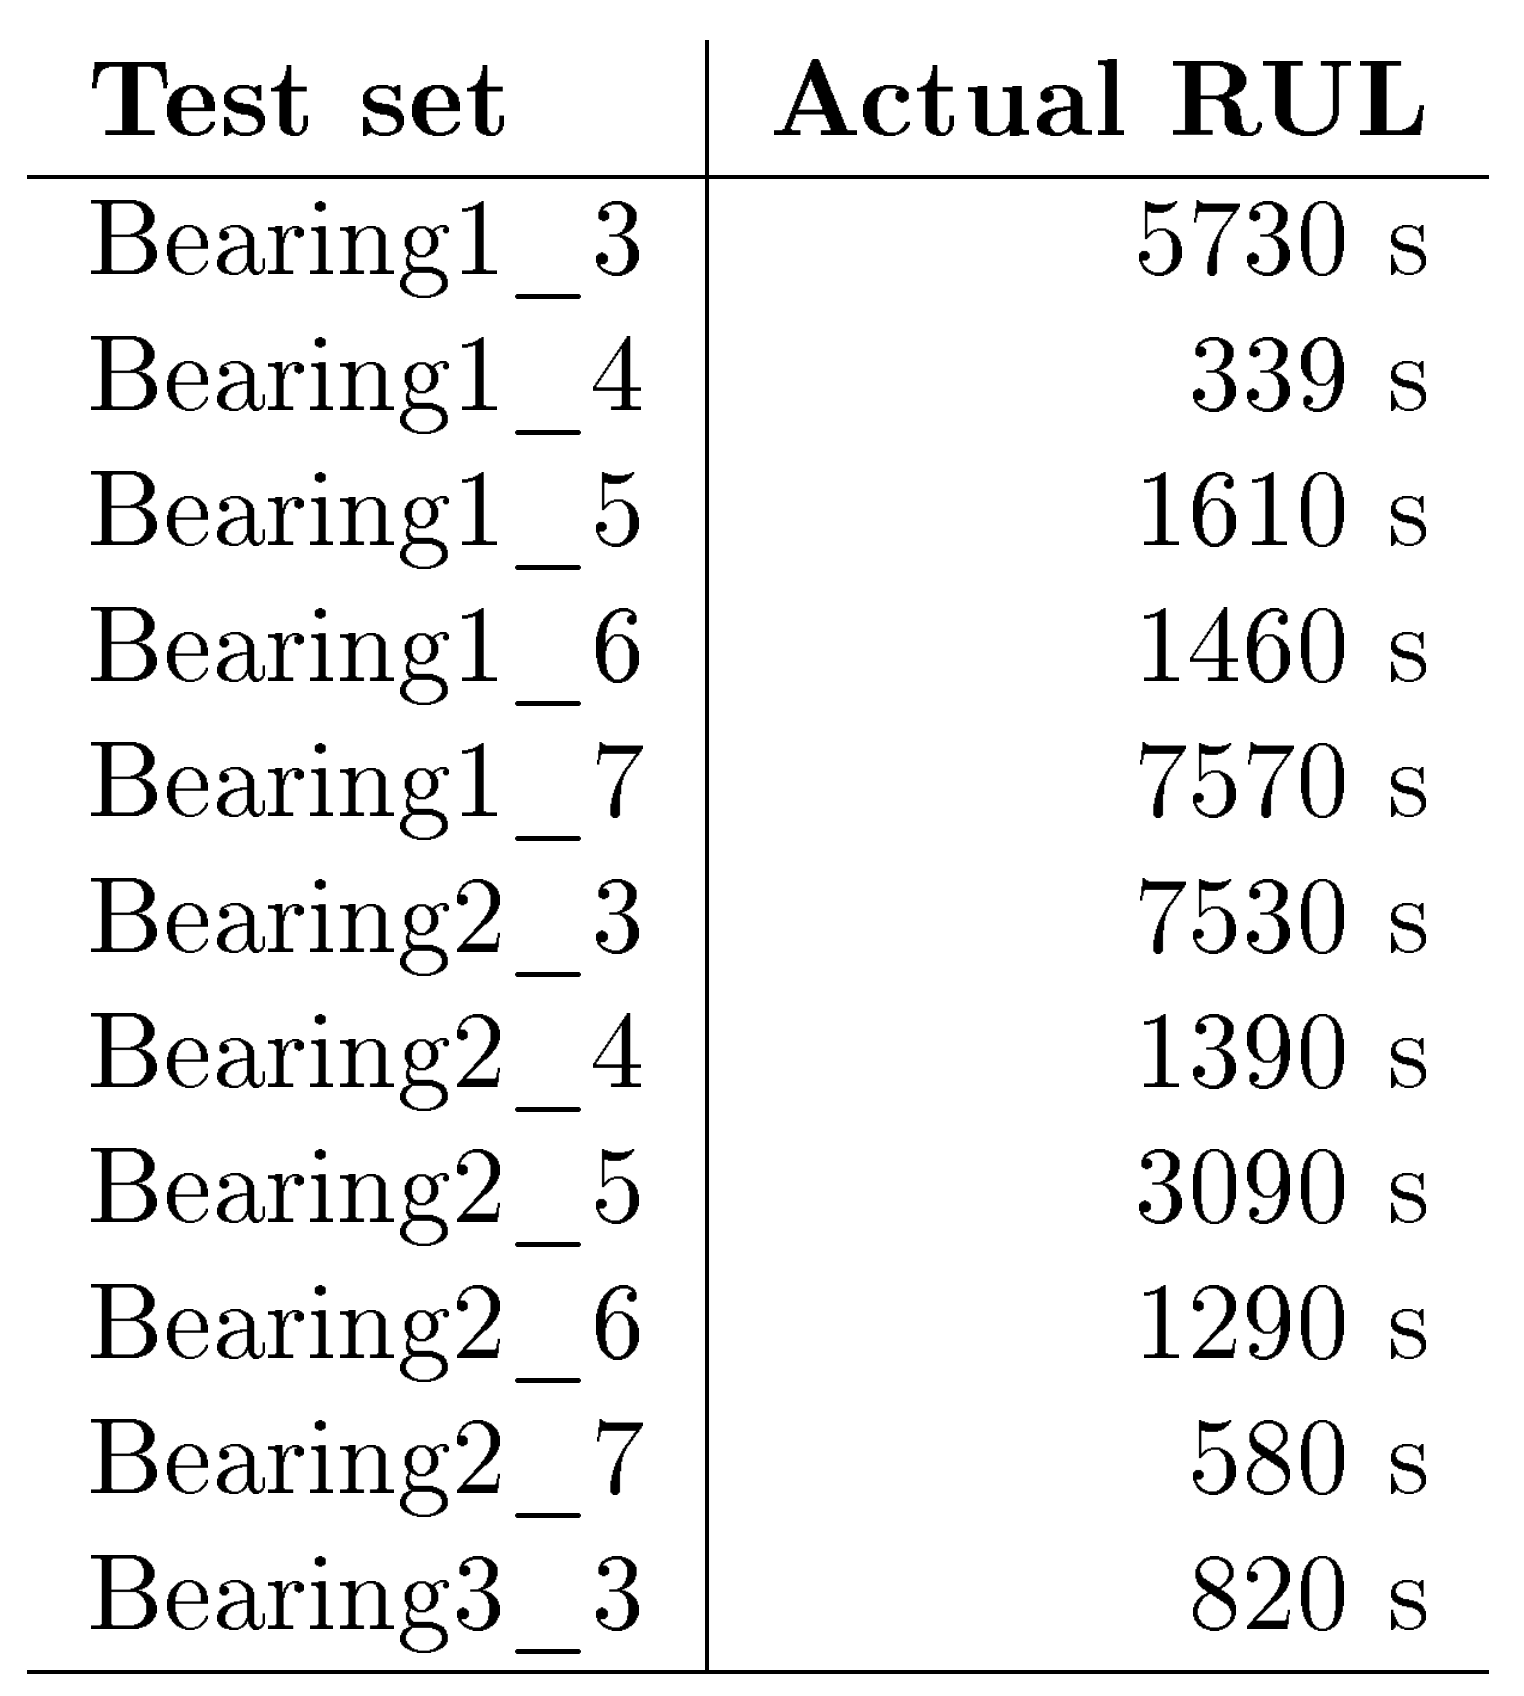 Test set Actual RUL
Bearing1_3 5730 s
Bearing1_4 339 s
Bearing1_5 1610 s
Bearing1_6 1460 s
Bearing1_7 7570 s
Bearing2_3 7530 s
Bearing2_4 1390 s
Bearing2_5 3090 s
Bearing2_6 1290 s
Bearing2_7 580 s
Bearing3_3 820 s